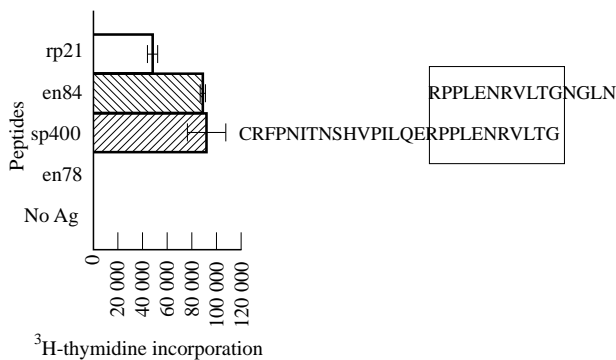 rp21
en84 RPPLENRVLTGNGLN
sp400 CRFPNITNSHVPILQERPPLENRVLTG
en78
No Ag
Peptides
0
20 000
40 000
60 000
80 000
100 000
120 000
³H-thymidine incorporation